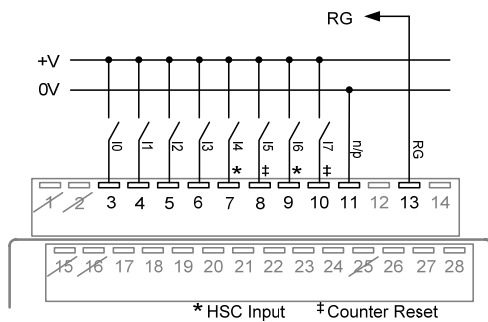 RG
+V
0V
I0 I1 I2 I3 I4 I5 I6 I7 n/p RG
* ‡ * ‡
1 2 3 4 5 6 7 8 9 10 11 12 13 14
15 16 17 18 19 20 21 22 23 24 25 26 27 28
* HSC Input ‡ Counter Reset